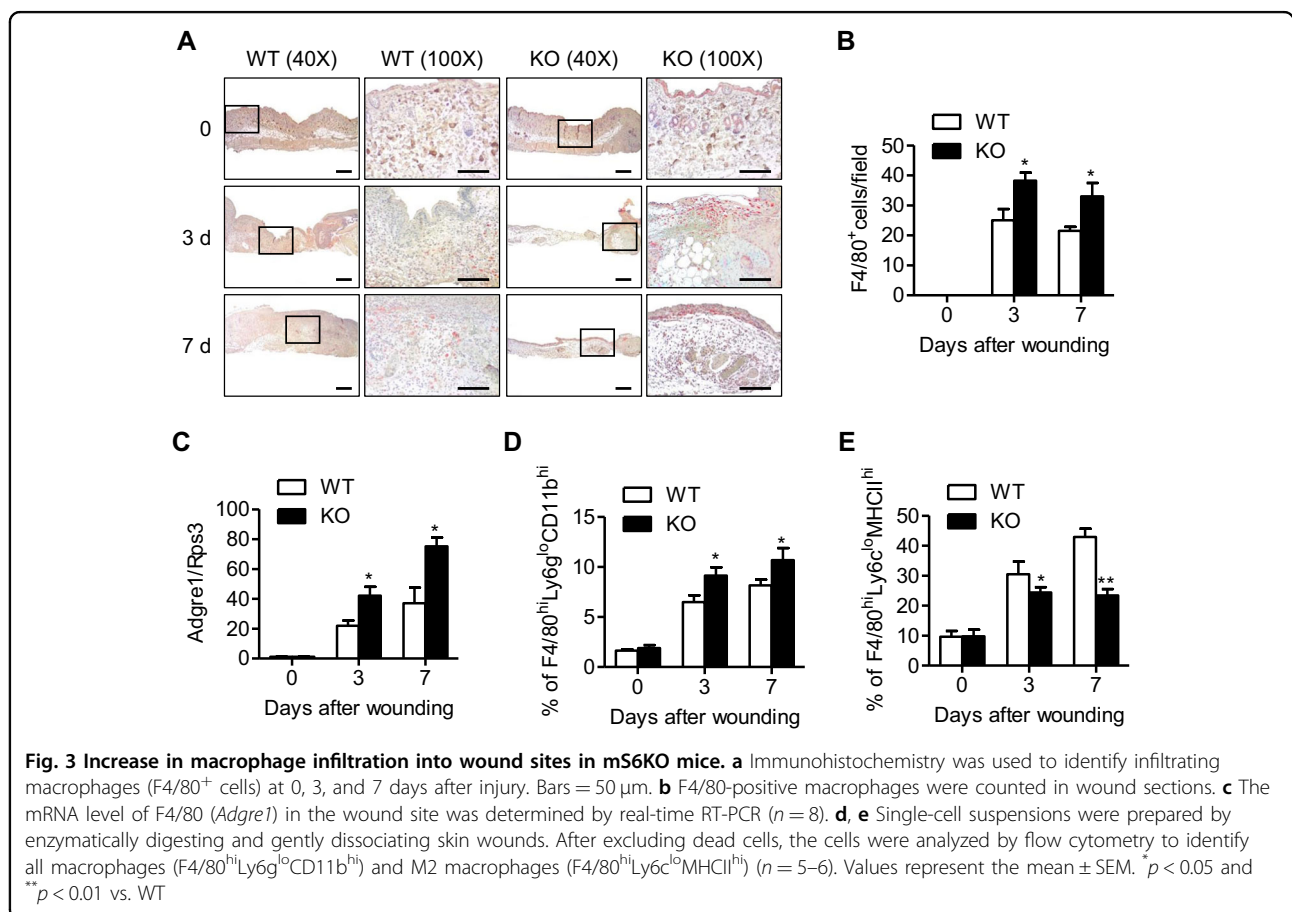 A
WT (40X) WT (100X) KO (40X) KO (100X)
0
3 d
7 d
B
WT
KO
F4/80⁺ cells/field
50
40
30
20
10
0
* *
0 3 7
Days after wounding
C
WT
KO
Adgre1/Rps3
100
80
60
40
20
0
* *
0 3 7
Days after wounding
D
WT
KO
% of F4/80ʰⁱLy6gˡᵒCD11bʰⁱ
15
10
5
0
* *
0 3 7
Days after wounding
E
WT
KO
% of F4/80ʰⁱLy6cˡᵒMHCIIʰⁱ
50
40
30
20
10
0
* **
0 3 7
Days after wounding
Fig. 3 Increase in macrophage infiltration into wound sites in mS6KO mice. a Immunohistochemistry was used to identify infiltrating
macrophages (F4/80⁺ cells) at 0, 3, and 7 days after injury. Bars = 50 μm. b F4/80-positive macrophages were counted in wound sections. c The
mRNA level of F4/80 (Adgre1) in the wound site was determined by real-time RT-PCR (n = 8). d, e Single-cell suspensions were prepared by
enzymatically digesting and gently dissociating skin wounds. After excluding dead cells, the cells were analyzed by flow cytometry to identify
all macrophages (F4/80ʰⁱLy6gˡᵒCD11bʰⁱ) and M2 macrophages (F4/80ʰⁱLy6cˡᵒMHCIIʰⁱ) (n = 5–6). Values represent the mean ± SEM. *p < 0.05 and
**p < 0.01 vs. WT